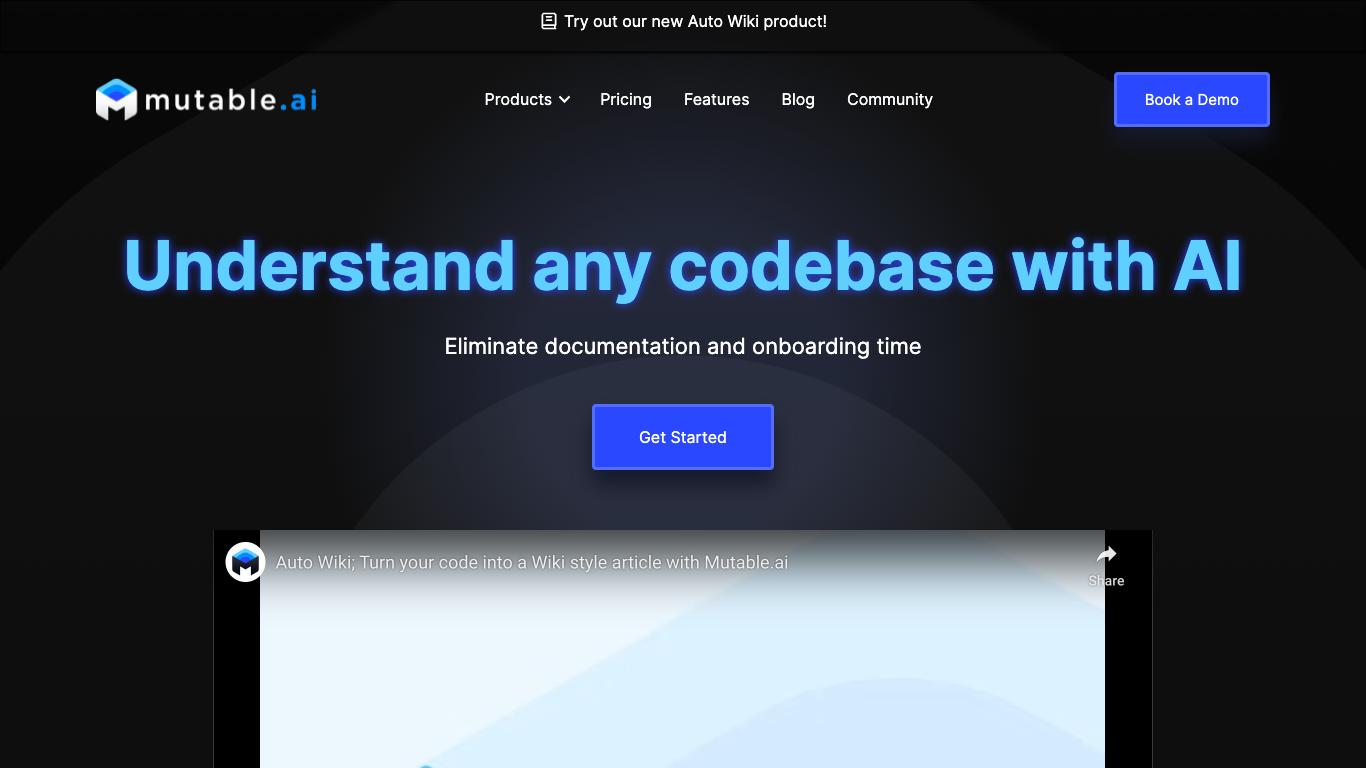 Try out our new Auto Wiki product!
mutable.ai
Products
Pricing
Features
Blog
Community
Book a Demo
Understand any codebase with AI
Eliminate documentation and onboarding time
Get Started
Auto Wiki; Turn your code into a Wiki style article with Mutable.ai
Share